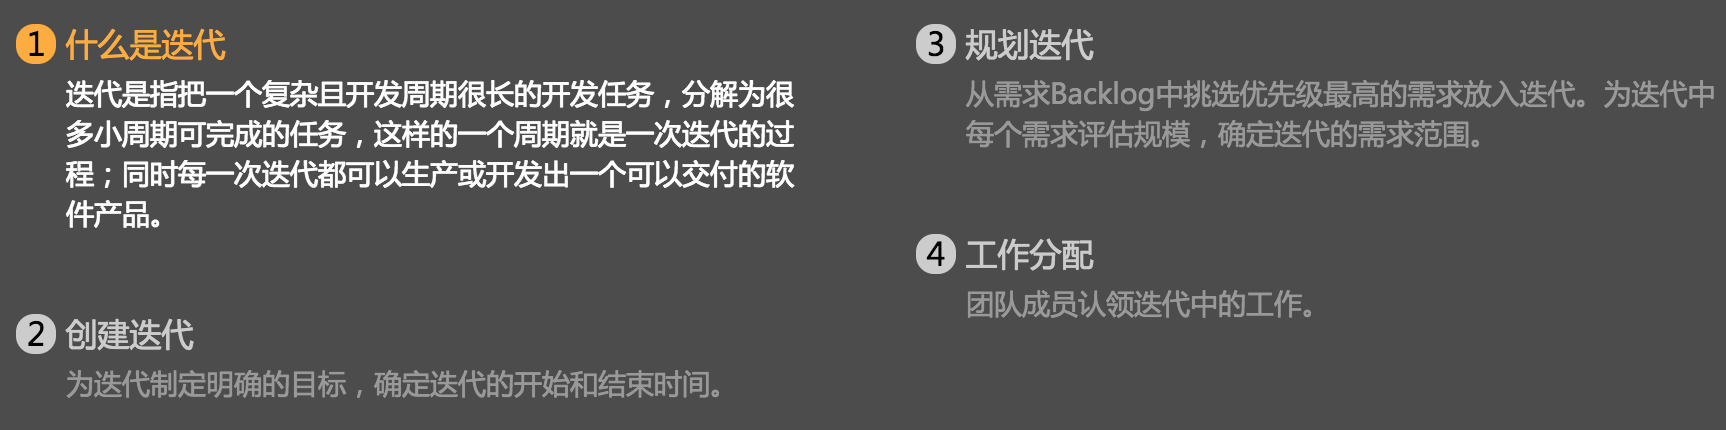 1 什么是迭代
迭代是指把一个复杂且开发周期很长的开发任务，分解为很
多小周期可完成的任务，这样的一个周期就是一次迭代的过
程；同时每一次迭代都可以生产或开发出一个可以交付的软
件产品。
2 创建迭代
为迭代制定明确的目标，确定迭代的开始和结束时间。
3 规划迭代
从需求Backlog中挑选优先级最高的需求放入迭代。为迭代中
每个需求评估规模，确定迭代的需求范围。
4 工作分配
团队成员认领迭代中的工作。